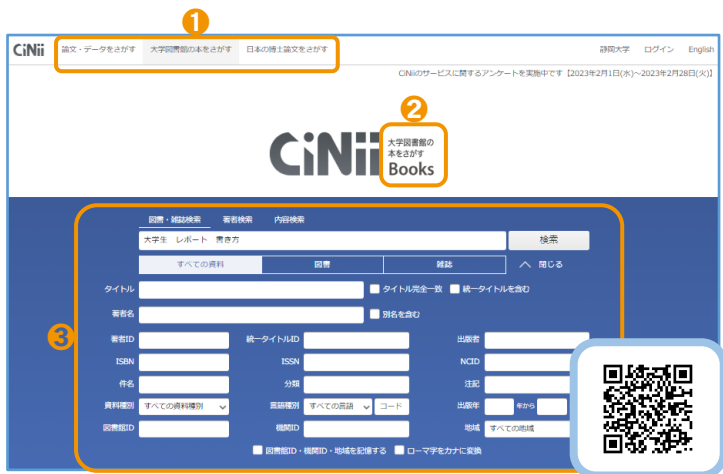 1
CiNii 論文・データをさがす 大学図書館の本をさがす 日本の博士論文をさがす 静岡大学 ログイン English
CiNiiのサービスに関するアンケートを実施中です【2023年2月1日(水)～2023年2月28日(火)】
2
CiNii 大学図書館の
本をさがす
Books
図書・雑誌検索 著者検索 内容検索
大学生 レポート 書き方 検索
すべての資料 図書 雑誌 閉じる
タイトル タイトル完全一致 統一タイトルを含む
著者名 別名を含む
3
著者ID 統一タイトルID 出版者
ISBN ISSN NCID
件名 分類 注記
資料種別 すべての資料種別 言語種別 すべての言語 コード 出版年 年から
図書館ID 機関ID 地域 すべての地域
図書館ID・機関ID・地域を記憶する ローマ字をカナに変換